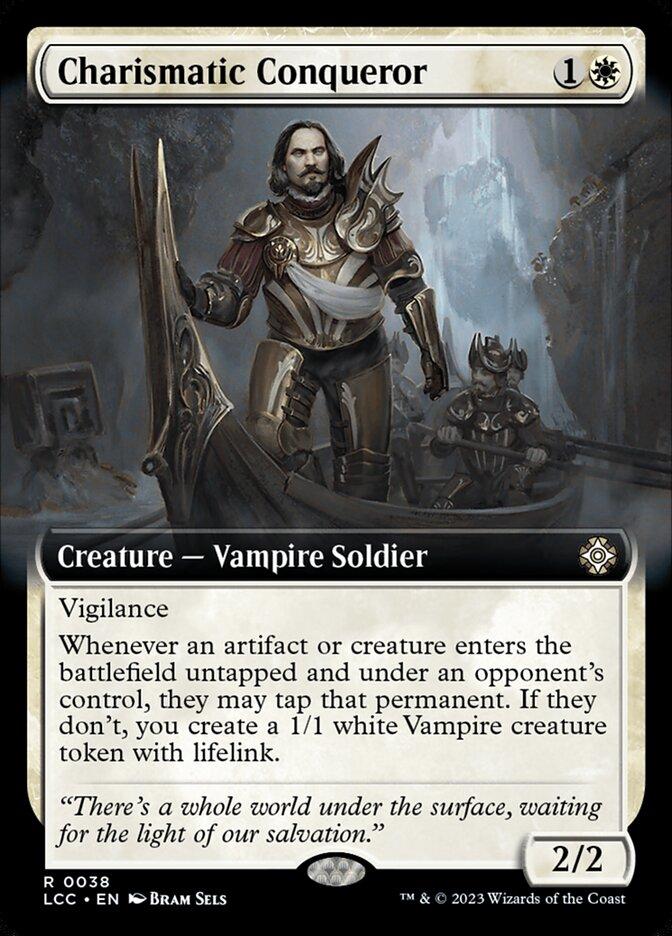 Charismatic Conqueror 1
Creature — Vampire Soldier
Vigilance
Whenever an artifact or creature enters the
battlefield untapped and under an opponent's
control, they may tap that permanent. If they
don't, you create a 1/1 white Vampire creature
token with lifelink.
“There's a whole world under the surface, waiting
for the light of our salvation.”
2/2
R 0038
LCC • EN Bram Sels
™ & © 2023 Wizards of the Coast